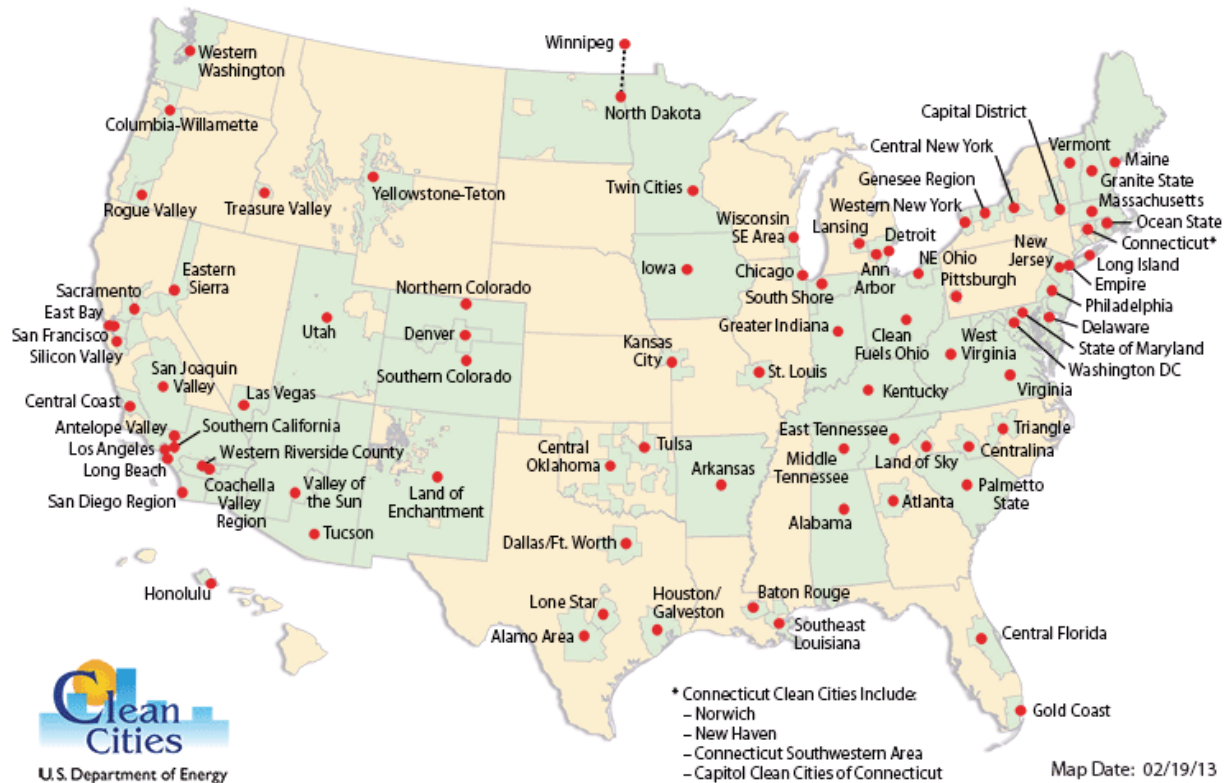 Winnipeg
Western
Washington
North Dakota
Columbia-Willamette
Capital District
Central New York
Vermont
Maine
Genesee Region
Granite State
Yellowstone-Teton
Twin Cities
Rogue Valley
Treasure Valley
Western New York
Massachusetts
Wisconsin
SE Area
Lansing
Ocean State
Detroit
Connecticut*
Eastern
Sierra
Iowa
Chicago
Ann
Arbor
NE Ohio
New
Jersey
Long Island
Pittsburgh
Empire
Sacramento
Northern Colorado
South Shore
East Bay
Philadelphia
San Francisco
Utah
Denver
Greater Indiana
Clean
Fuels Ohio
West
Virginia
Delaware
Silicon Valley
Kansas
City
State of Maryland
San Joaquin
Valley
Southern Colorado
St. Louis
Washington DC
Kentucky
Virginia
Central Coast
Las Vegas
Antelope Valley
Southern California
East Tennessee
Triangle
Los Angeles
Western Riverside County
Central
Oklahoma
Tulsa
Middle
Tennessee
Land of Sky
Centralina
Long Beach
San Diego Region
Coachella
Valley
Region
Valley of
the Sun
Land of
Enchantment
Arkansas
Atlanta
Palmetto
State
Alabama
Tucson
Dallas/Ft. Worth
Honolulu
Lone Star
Houston/
Galveston
Baton Rouge
Alamo Area
Southeast
Louisiana
Central Florida
Gold Coast
* Connecticut Clean Cities Include:
– Norwich
– New Haven
– Connecticut Southwestern Area
– Capitol Clean Cities of Connecticut
Clean
Cities
U.S. Department of Energy
Map Date: 02/19/13